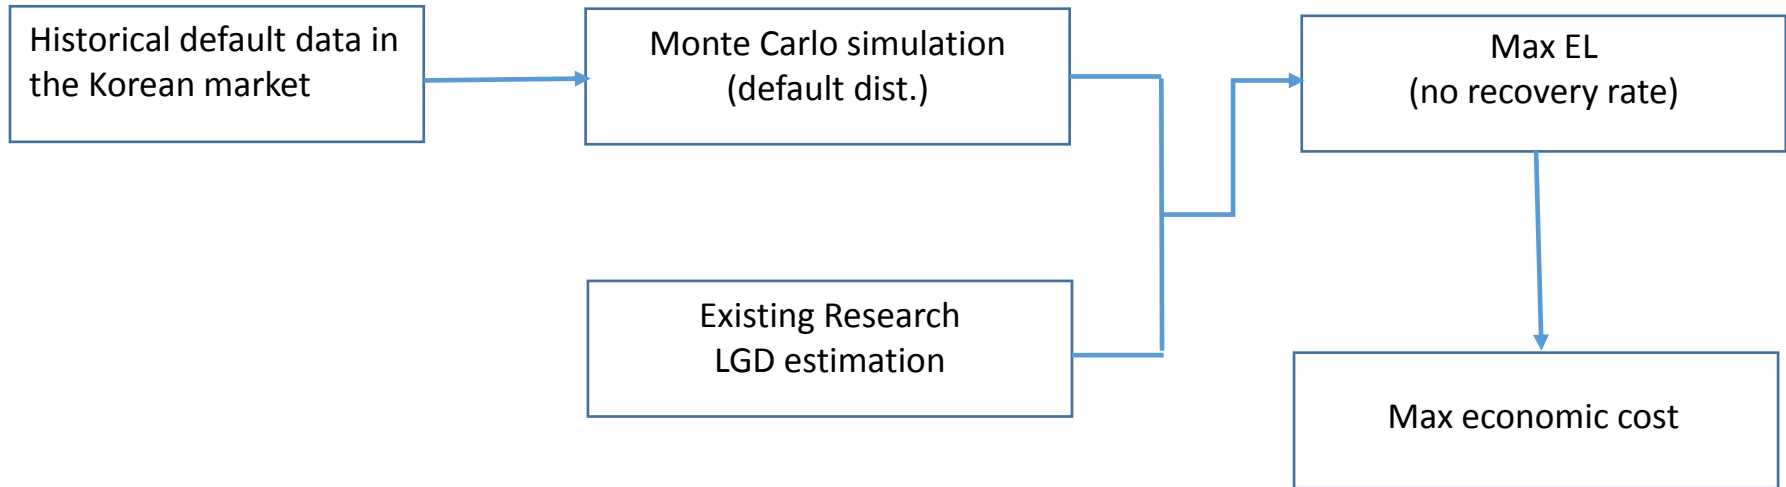 Historical default data in
the Korean market
Monte Carlo simulation
(default dist.)
Max EL
(no recovery rate)
Existing Research
LGD estimation
Max economic cost